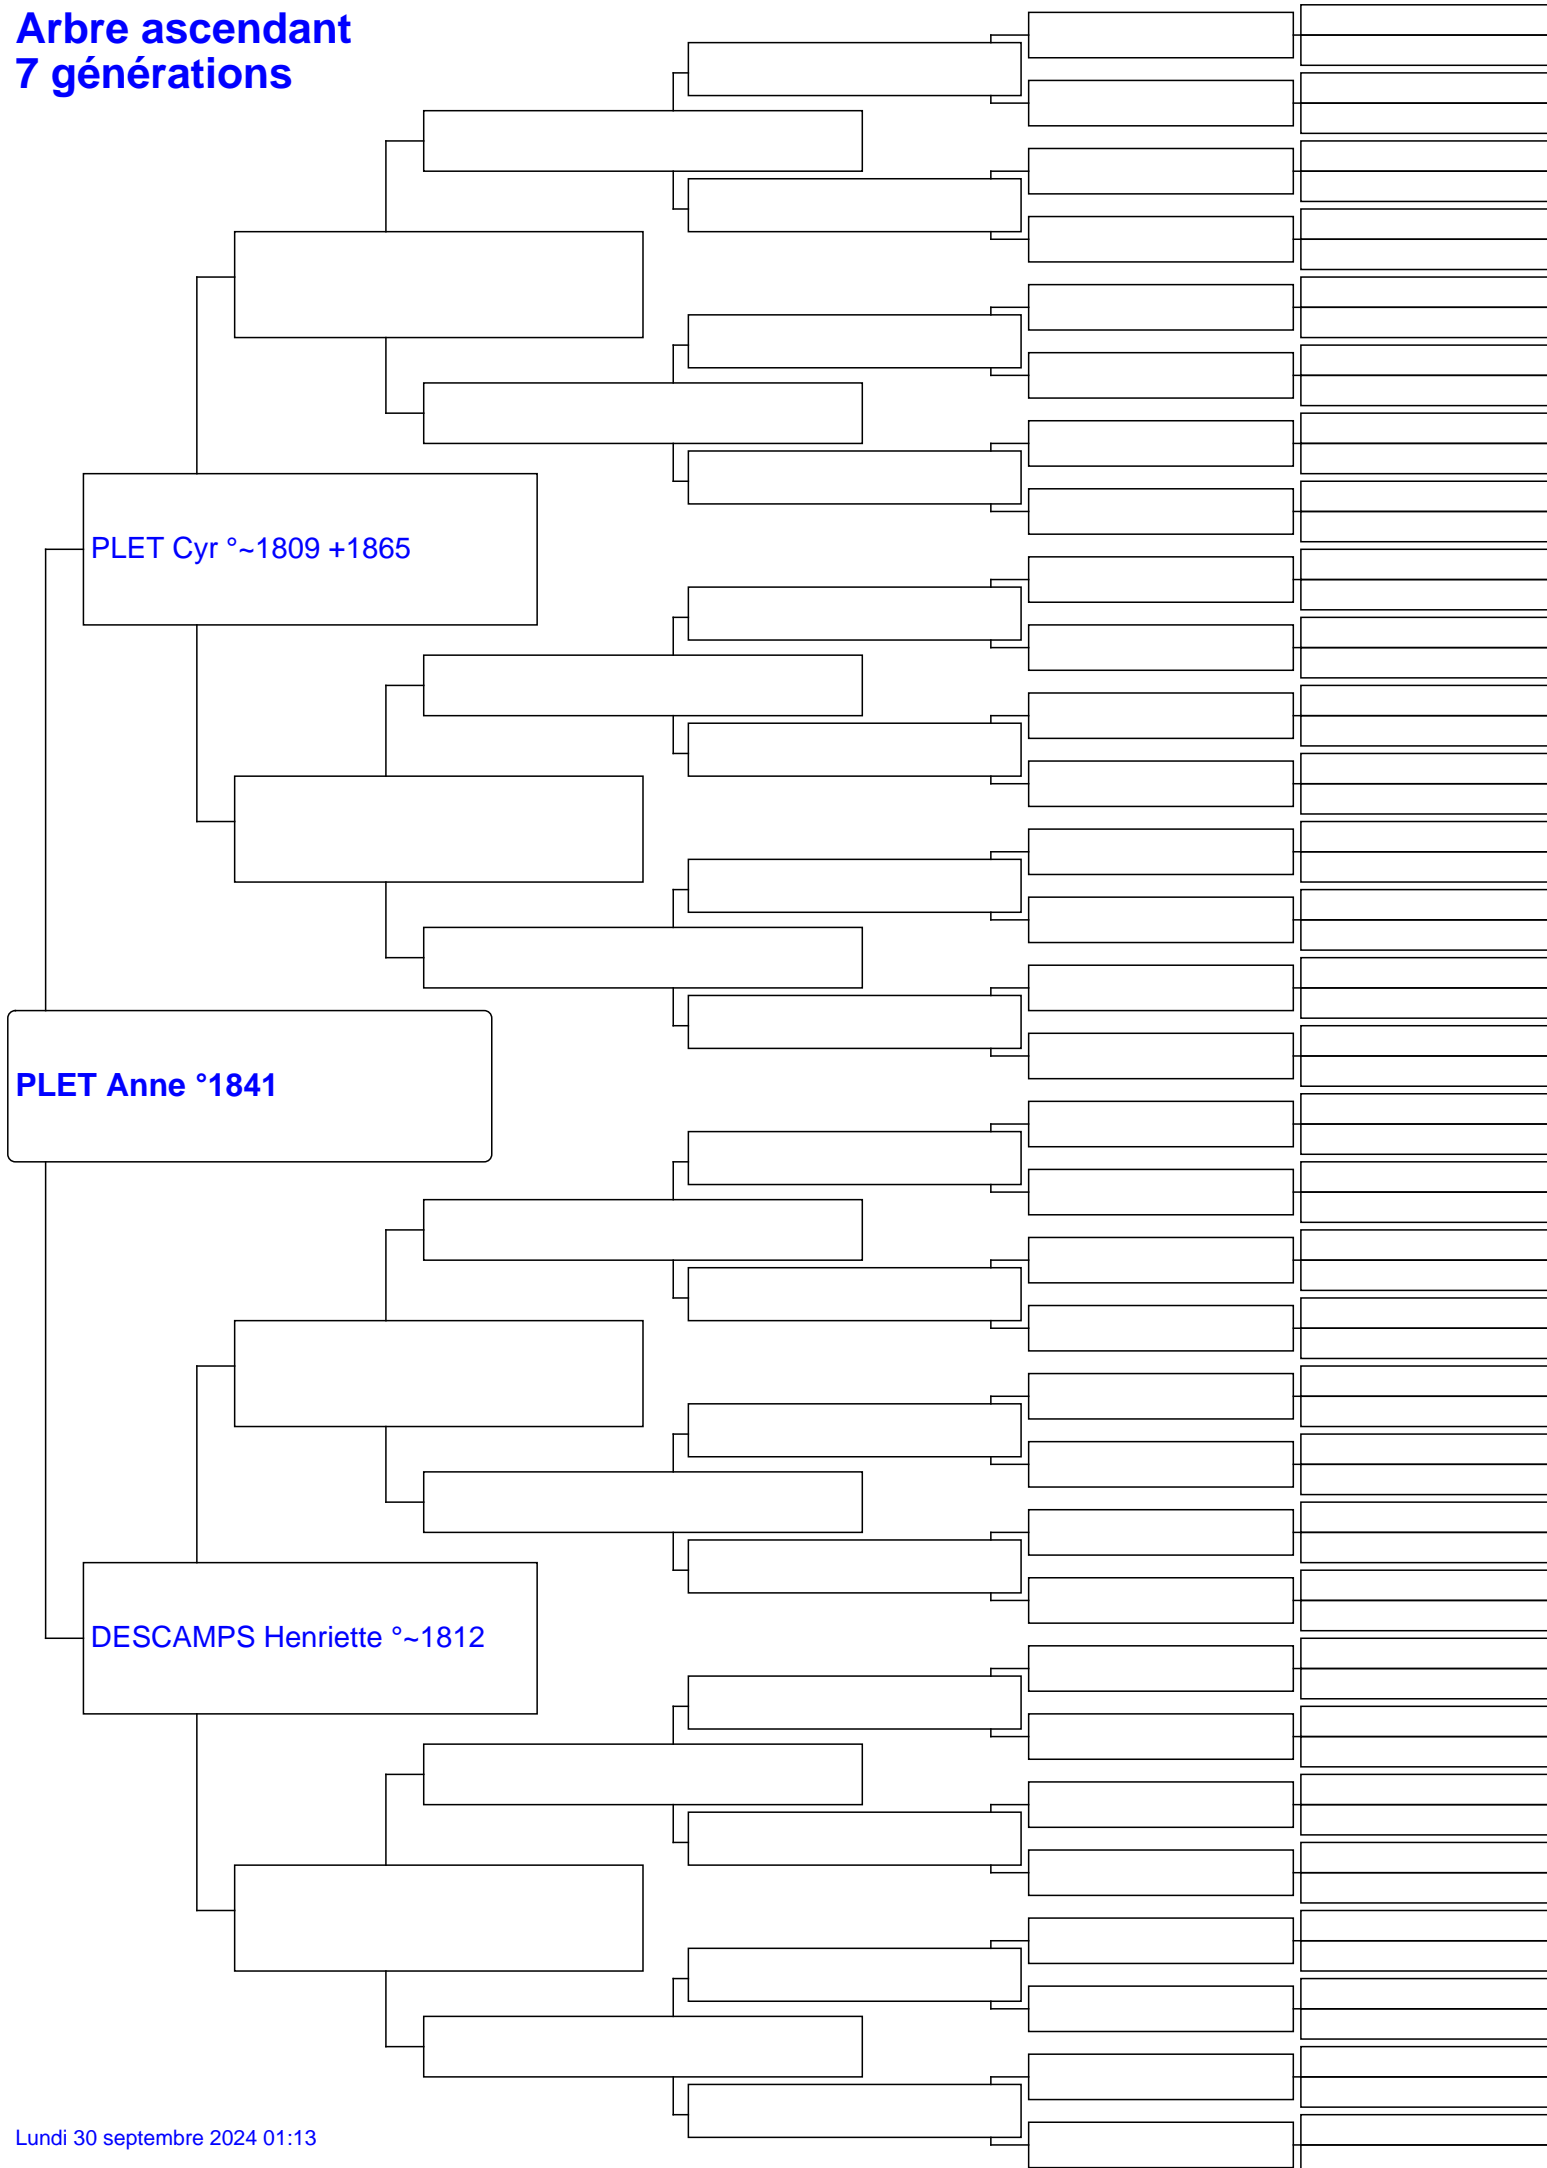 Arbre ascendant
7 générations
PLET Cyr °~1809 +1865
PLET Anne °1841
DESCAMPS Henriette °~1812
Lundi 30 septembre 2024 01:13